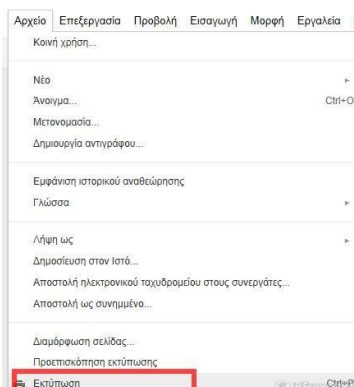 Αρχείο Επεξεργασία Προβολή Εισαγωγή Μορφή Εργαλεία
Κοινή χρήση...
Νέο
Άνοιγμα... Ctrl+O
Μετονομασία...
Δημιουργία αντιγράφου...
Εμφάνιση ιστορικού αναθεώρησης
Γλώσσα
Λήψη ως
Δημοσίευση στον Ιστό...
Αποστολή ηλεκτρονικού ταχυδρομείου στους συνεργάτες...
Αποστολή ως συνημμένο...
Διαμόρφωση σελίδας...
Προεπισκόπηση εκτύπωσης
Εκτύπωση Ctrl+P